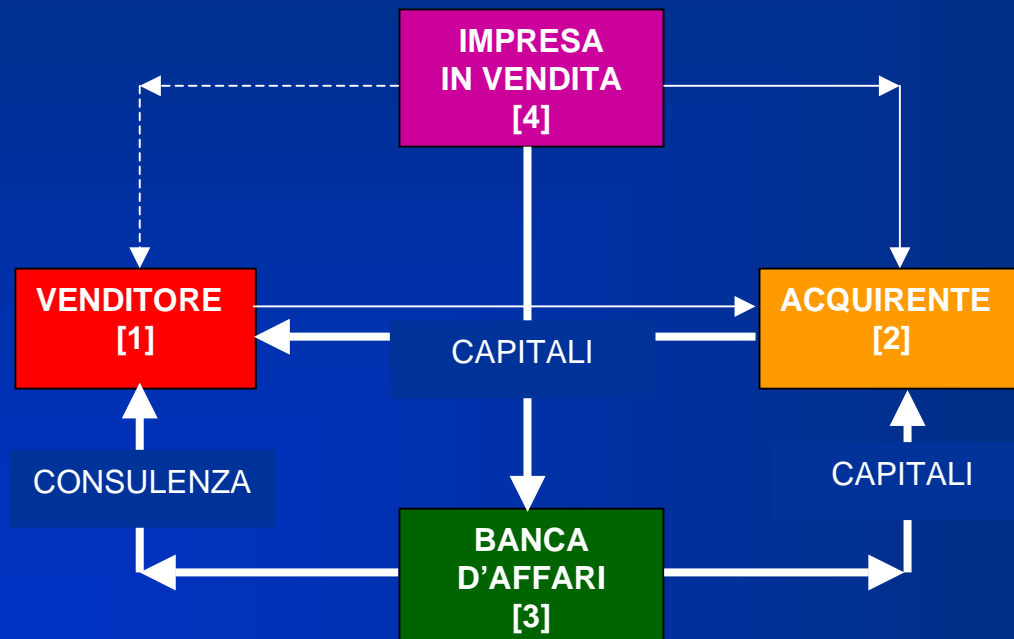 IMPRESA
IN VENDITA
[4]
VENDITORE
[1]
ACQUIRENTE
[2]
CAPITALI
CONSULENZA
CAPITALI
BANCA
D'AFFARI
[3]